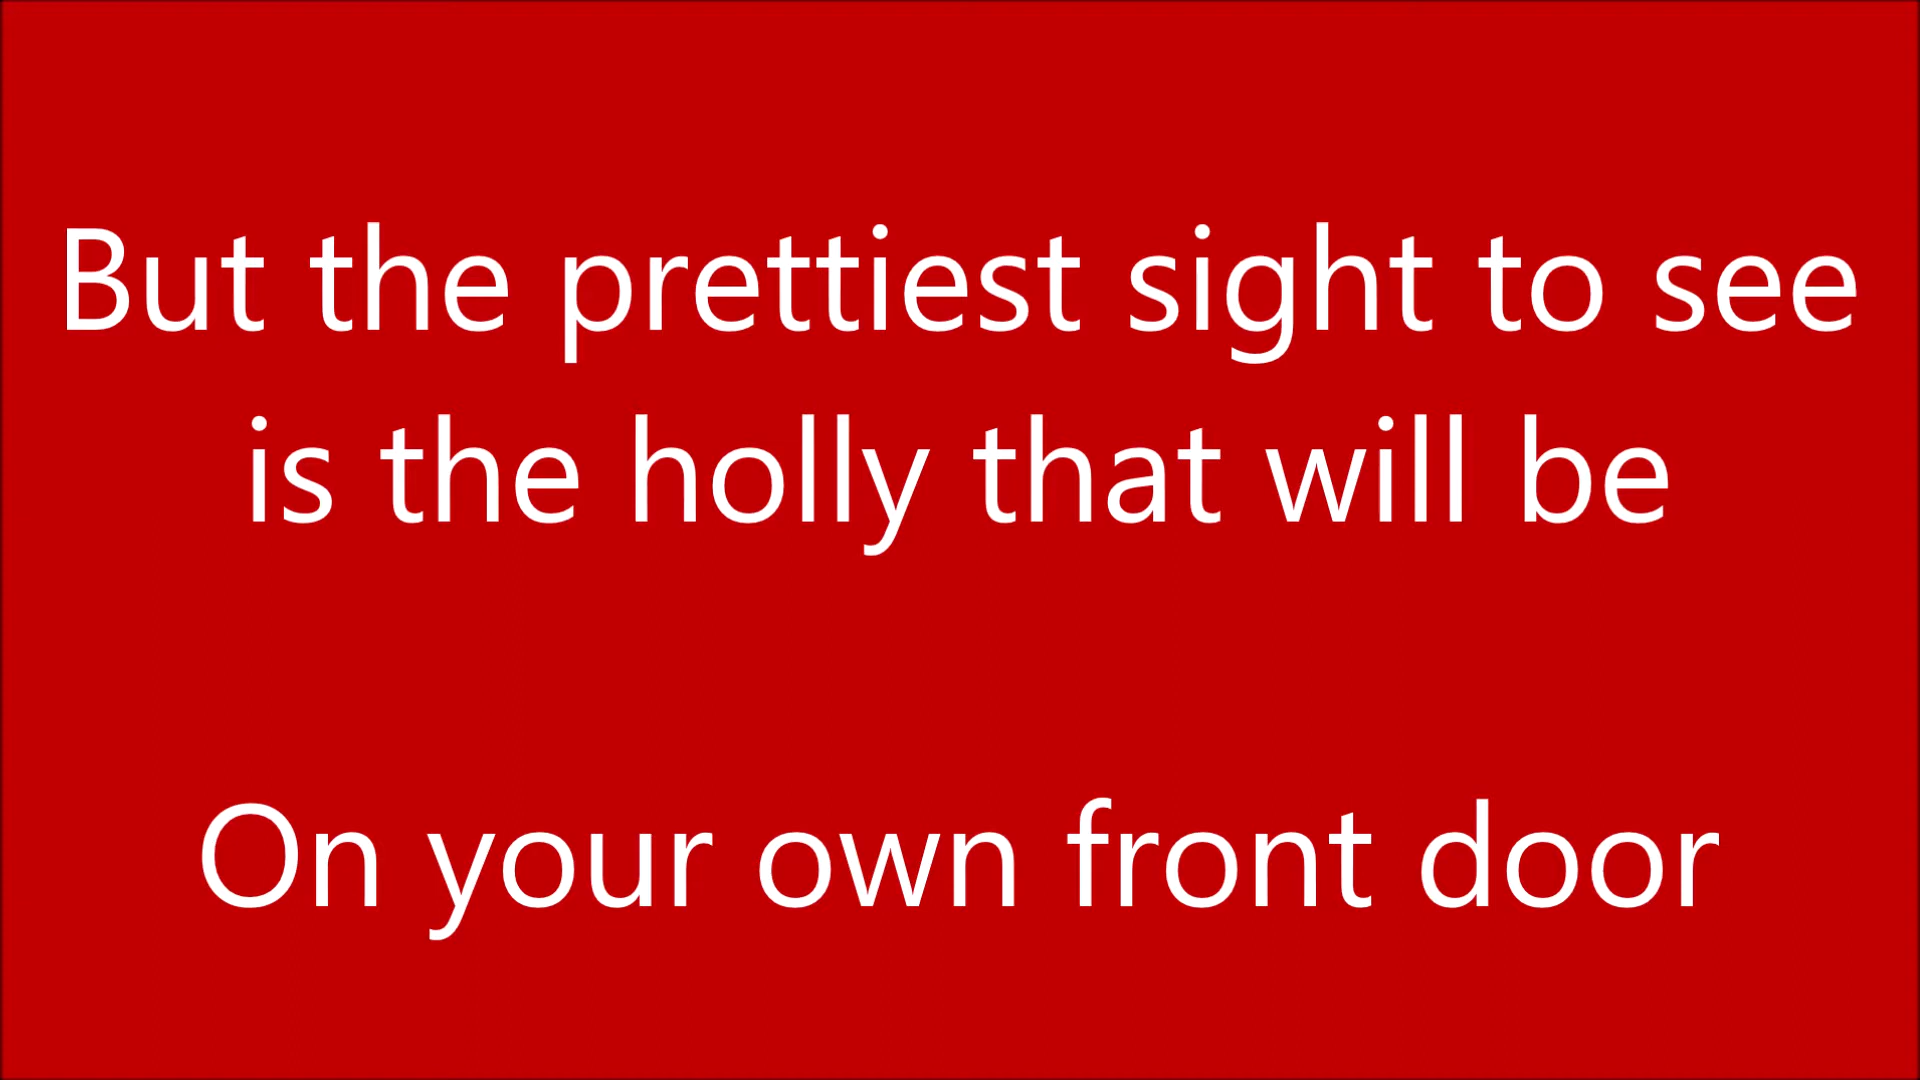 But the prettiest sight to see
is the holly that will be
On your own front door